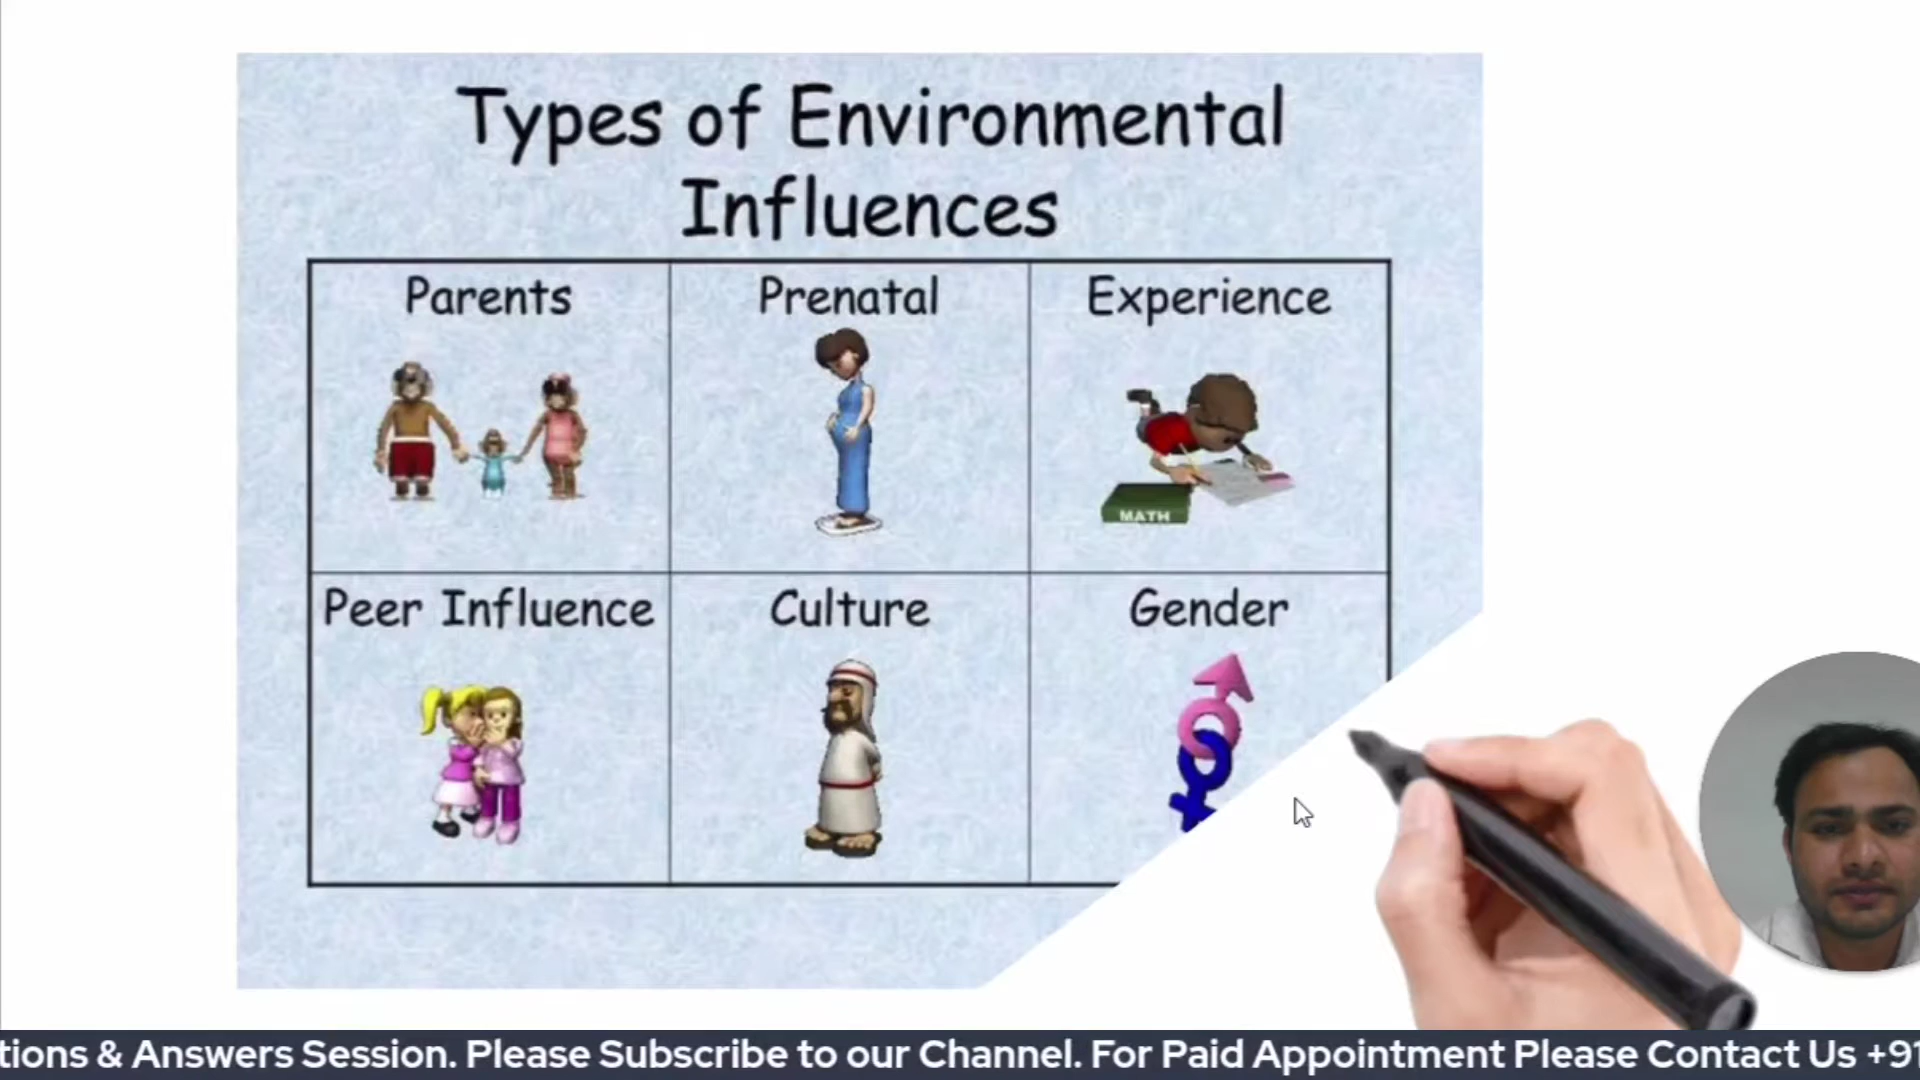 Types of Environmental
Influences
Parents Prenatal Experience
MATH
Peer Influence Culture Gender
tions & Answers Session. Please Subscribe to our Channel. For Paid Appointment Please Contact Us +91